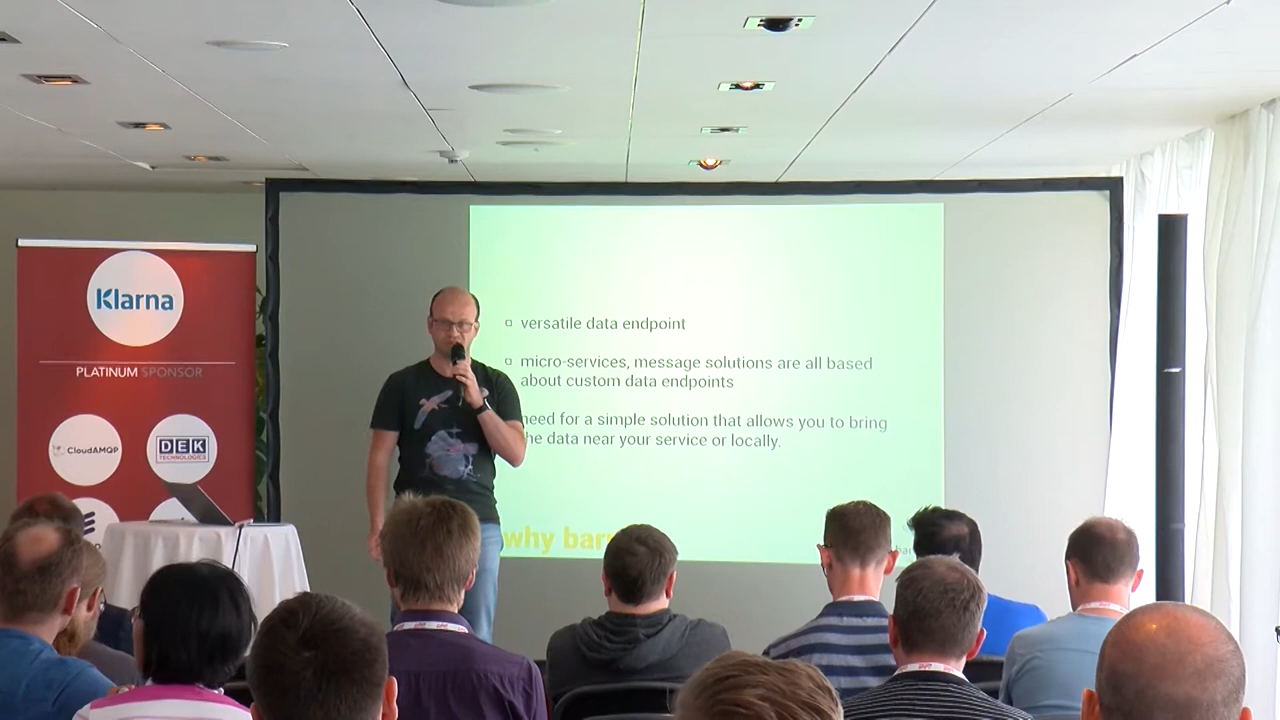 Klarna
PLATINUM SPONSOR
CloudAMQP
DEK
TECHNOLOGIES
versatile data endpoint
micro-services, message solutions are all based
about custom data endpoints
need for a simple solution that allows you to bring
the data near your service or locally.
why